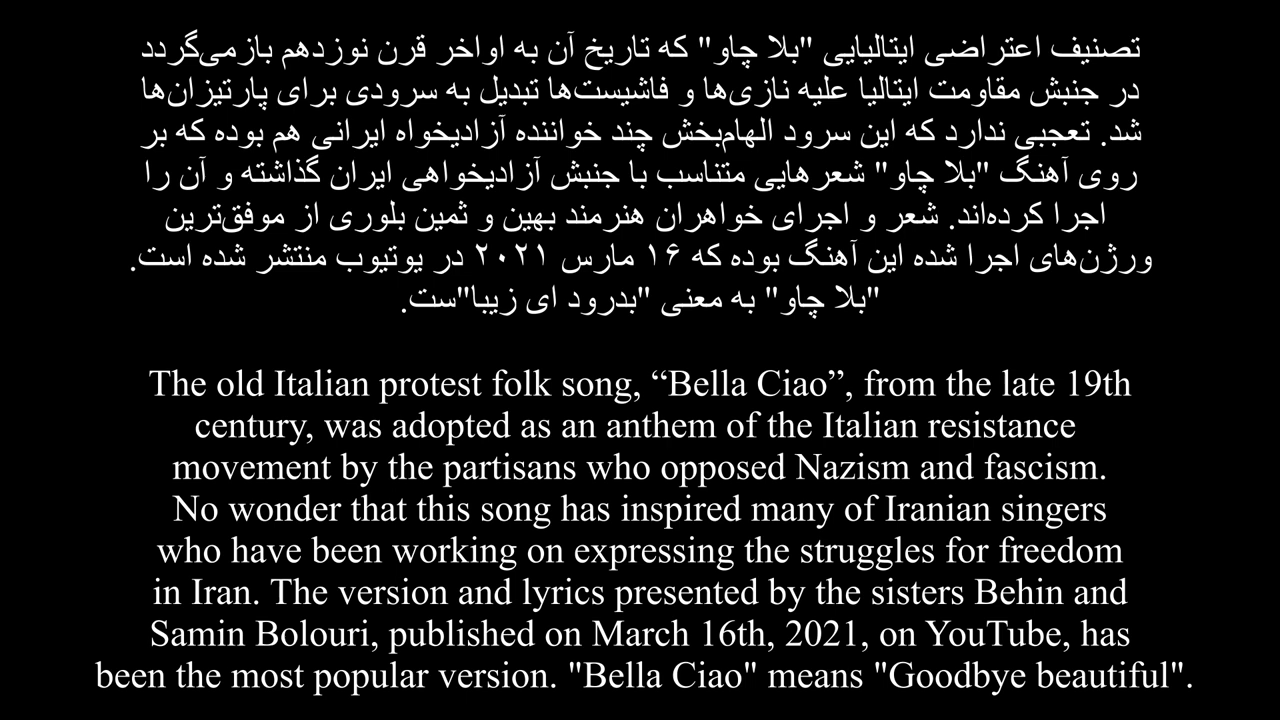 تصنیف اعتراضی ایتالیایی "بلا چاو" که تاریخ آن به اواخر قرن نوزدهم بازمی‌گردد
در جنبش مقاومت ایتالیا علیه نازی‌ها و فاشیست‌ها تبدیل به سرودی برای پارتیزان‌ها
شد. تعجبی ندارد که این سرود الهام‌بخش چند خواننده آزادیخواه ایرانی هم بوده که بر
روی آهنگ "بلا چاو" شعرهایی متناسب با جنبش آزادیخواهی ایران گذاشته و آن را
اجرا کرده‌اند. شعر و اجرای خواهران هنرمند بهین و ثمین بلوری از موفق‌ترین
ورژن‌های اجرا شده این آهنگ بوده که ۱۶ مارس ۲۰۲۱ در یوتیوب منتشر شده است.
"بلا چاو" به معنی "بدرود ای زیبا"ست.
The old Italian protest folk song, “Bella Ciao”, from the late 19th
century, was adopted as an anthem of the Italian resistance
movement by the partisans who opposed Nazism and fascism.
No wonder that this song has inspired many of Iranian singers
who have been working on expressing the struggles for freedom
in Iran. The version and lyrics presented by the sisters Behin and
Samin Bolouri, published on March 16th, 2021, on YouTube, has
been the most popular version. "Bella Ciao" means "Goodbye beautiful".